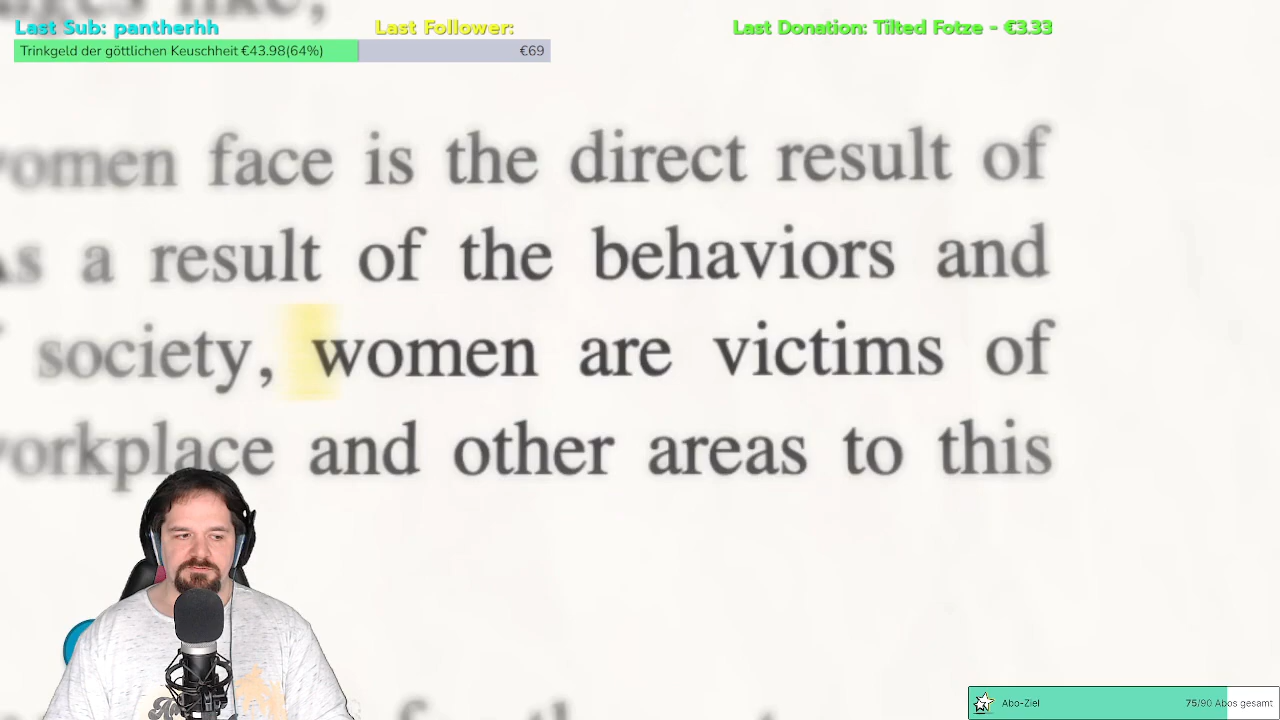 Last Sub: pantherhh
Last Follower:
Last Donation: Tilted Fotze - €3.33
Trinkgeld der göttlichen Keuschheit €43.98(64%)
€69
face is the direct result of
a result of the behaviors and
society, women are victims of
and other areas to this
Abo-Ziel
75/90 Abos gesamt